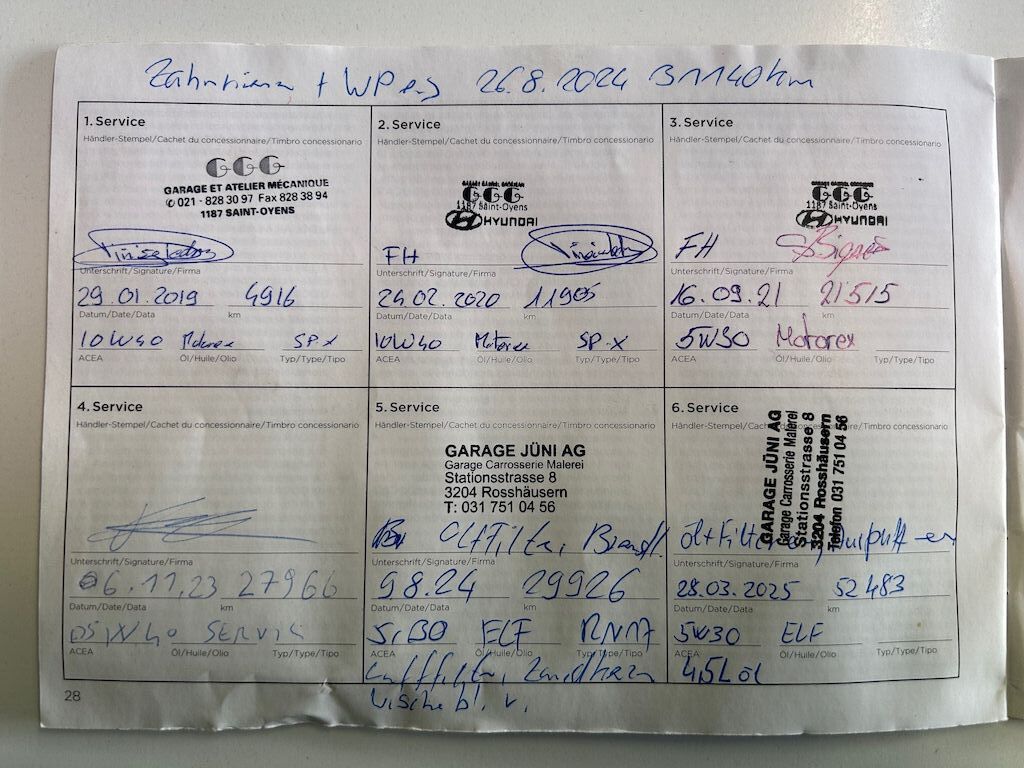 Zahnriemen + WP ers 26.8.2024 31140km
1. Service
Händler-Stempel/Cachet du concessionnaire/Timbro concessionario
GGG
GARAGE ET ATELIER MÉCANIQUE
✆ 021 - 828 30 97 Fax 828 38 94
1187 SAINT-OYENS
Unterschrift/Signature/Firma
29.01.2019 4916
Datum/Date/Data km
10W40 Motorex SP-X
ACEA Öl/Huile/Olio Typ/Type/Tipo
2. Service
Händler-Stempel/Cachet du concessionnaire/Timbro concessionario
GGG
1187 Saint-Oyens
HYUNDAI
FH
Unterschrift/Signature/Firma
24.02.2020 11905
Datum/Date/Data km
10W40 Motorex SP-X
ACEA Öl/Huile/Olio Typ/Type/Tipo
3. Service
Händler-Stempel/Cachet du concessionnaire/Timbro concessionario
GGG
1187 Saint-Oyens
HYUNDAI
FH
Unterschrift/Signature/Firma
16.09.21 21515
Datum/Date/Data km
5W30 Motorex
ACEA Öl/Huile/Olio Typ/Type/Tipo
4. Service
Händler-Stempel/Cachet du concessionnaire/Timbro concessionario
Unterschrift/Signature/Firma
06.11.23 27966
Datum/Date/Data km
05W40
ACEA Öl/Huile/Olio Typ/Type/Tipo
5. Service
Händler-Stempel/Cachet du concessionnaire/Timbro concessionario
GARAGE JÜNI AG
Garage Carrosserie Malerei
Stationsstrasse 8
3204 Rosshäusern
T: 031 751 04 56
Öl+Filter, Bremsfl.
Unterschrift/Signature/Firma
9.8.24 29926
Datum/Date/Data km
5W30 ELF
ACEA Öl/Huile/Olio Typ/Type/Tipo
Luftfilter, Zündkerzen
Wischerbl. v.
6. Service
Händler-Stempel/Cachet du concessionnaire/Timbro concessionario
GARAGE JÜNI AG
Garage Carrosserie Malerei
Stationsstrasse 8
3204 Rosshäusern
Telefon 031 751 04 56
Öl+Filter Auspuff
Unterschrift/Signature/Firma
28.03.2025 52483
Datum/Date/Data km
5W30 ELF
ACEA Öl/Huile/Olio Typ/Type/Tipo
4,5L Öl
28